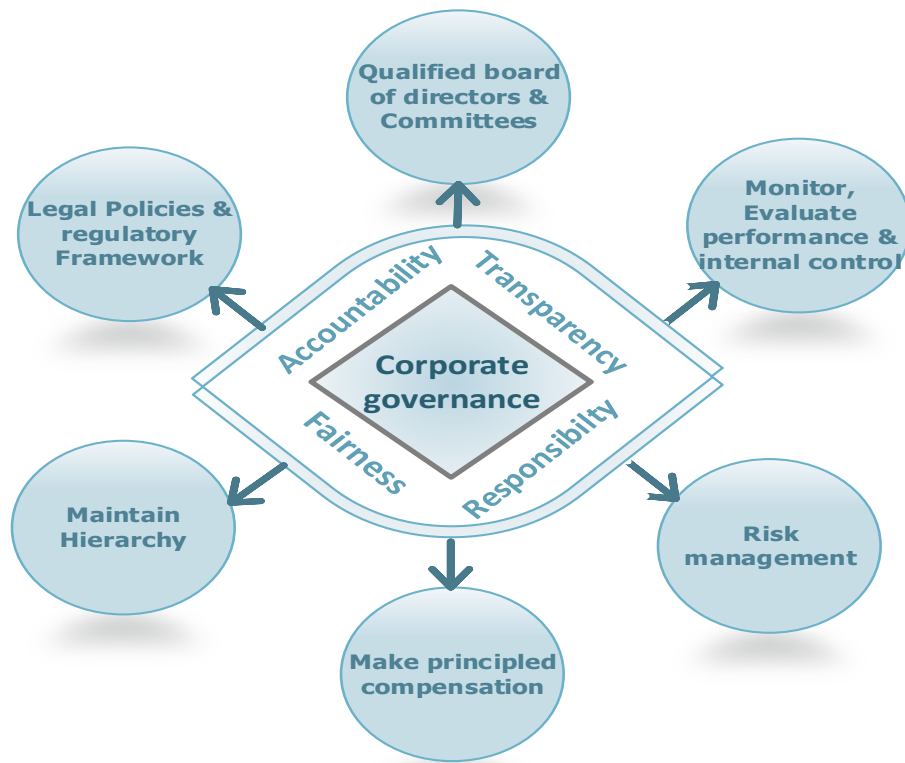 Qualified board
of directors &
Committees
Legal Policies &
regulatory
Framework
Monitor,
Evaluate
performance &
internal control
Accountability
Transparency
Corporate
governance
Fairness
Responsibilty
Maintain
Hierarchy
Risk
management
Make principled
compensation